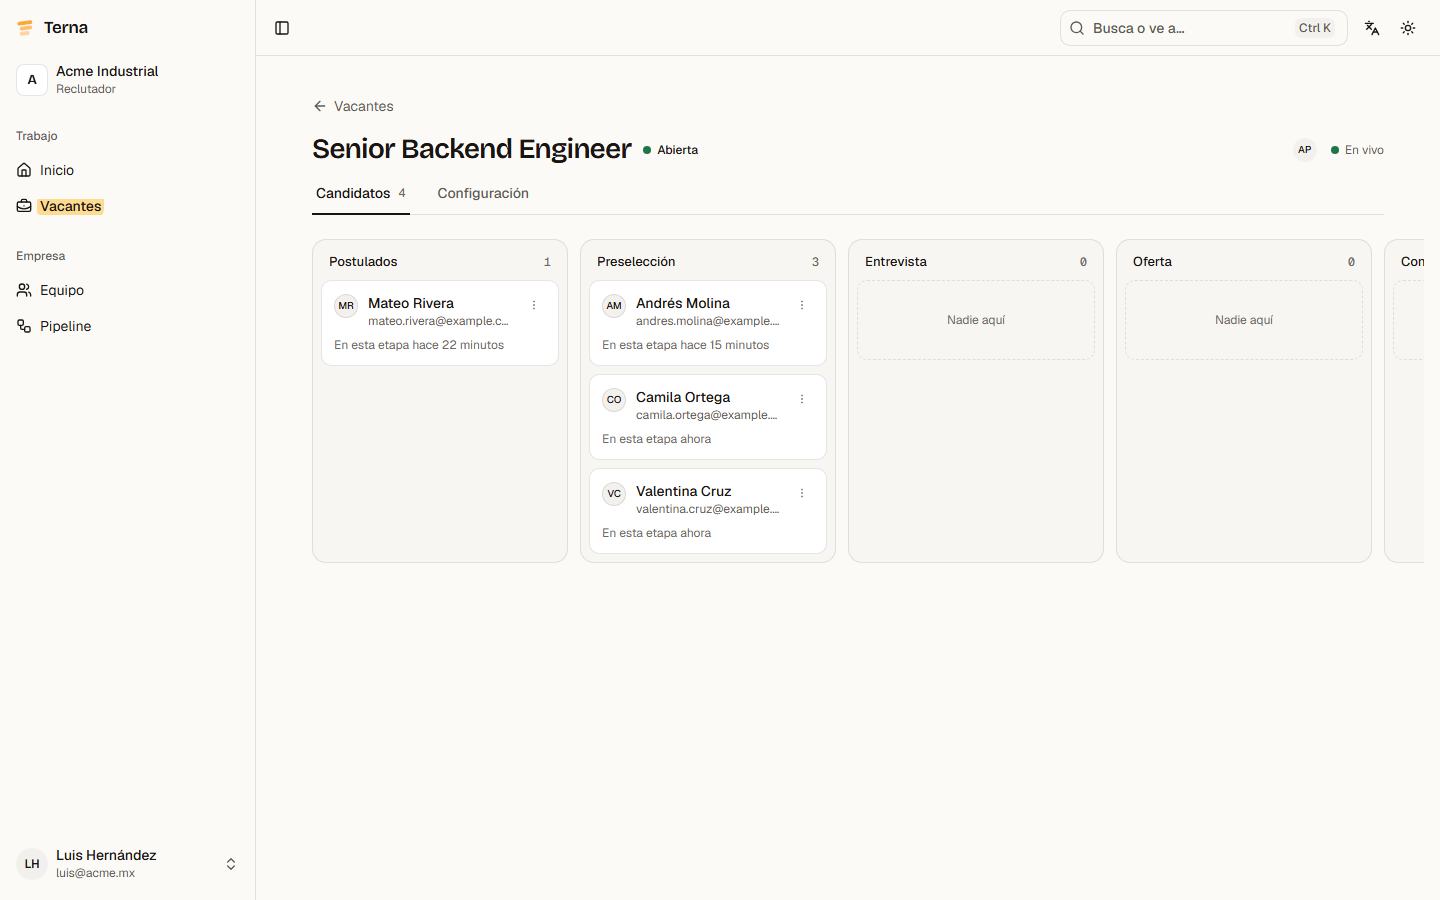 Terna
A
Acme Industrial
Reclutador
Trabajo
Inicio
Vacantes
Empresa
Equipo
Pipeline
LH
Luis Hernández
luis@acme.mx
Busca o ve a...
Ctrl K
Vacantes
Senior Backend Engineer
Abierta
AP
En vivo
Candidatos 4
Configuración
Postulados 1
MR
Mateo Rivera
mateo.rivera@example.c...
En esta etapa hace 22 minutos
Preselección 3
AM
Andrés Molina
andres.molina@example....
En esta etapa hace 15 minutos
CO
Camila Ortega
camila.ortega@example....
En esta etapa ahora
VC
Valentina Cruz
valentina.cruz@example....
En esta etapa ahora
Entrevista 0
Nadie aquí
Oferta 0
Nadie aquí
Con